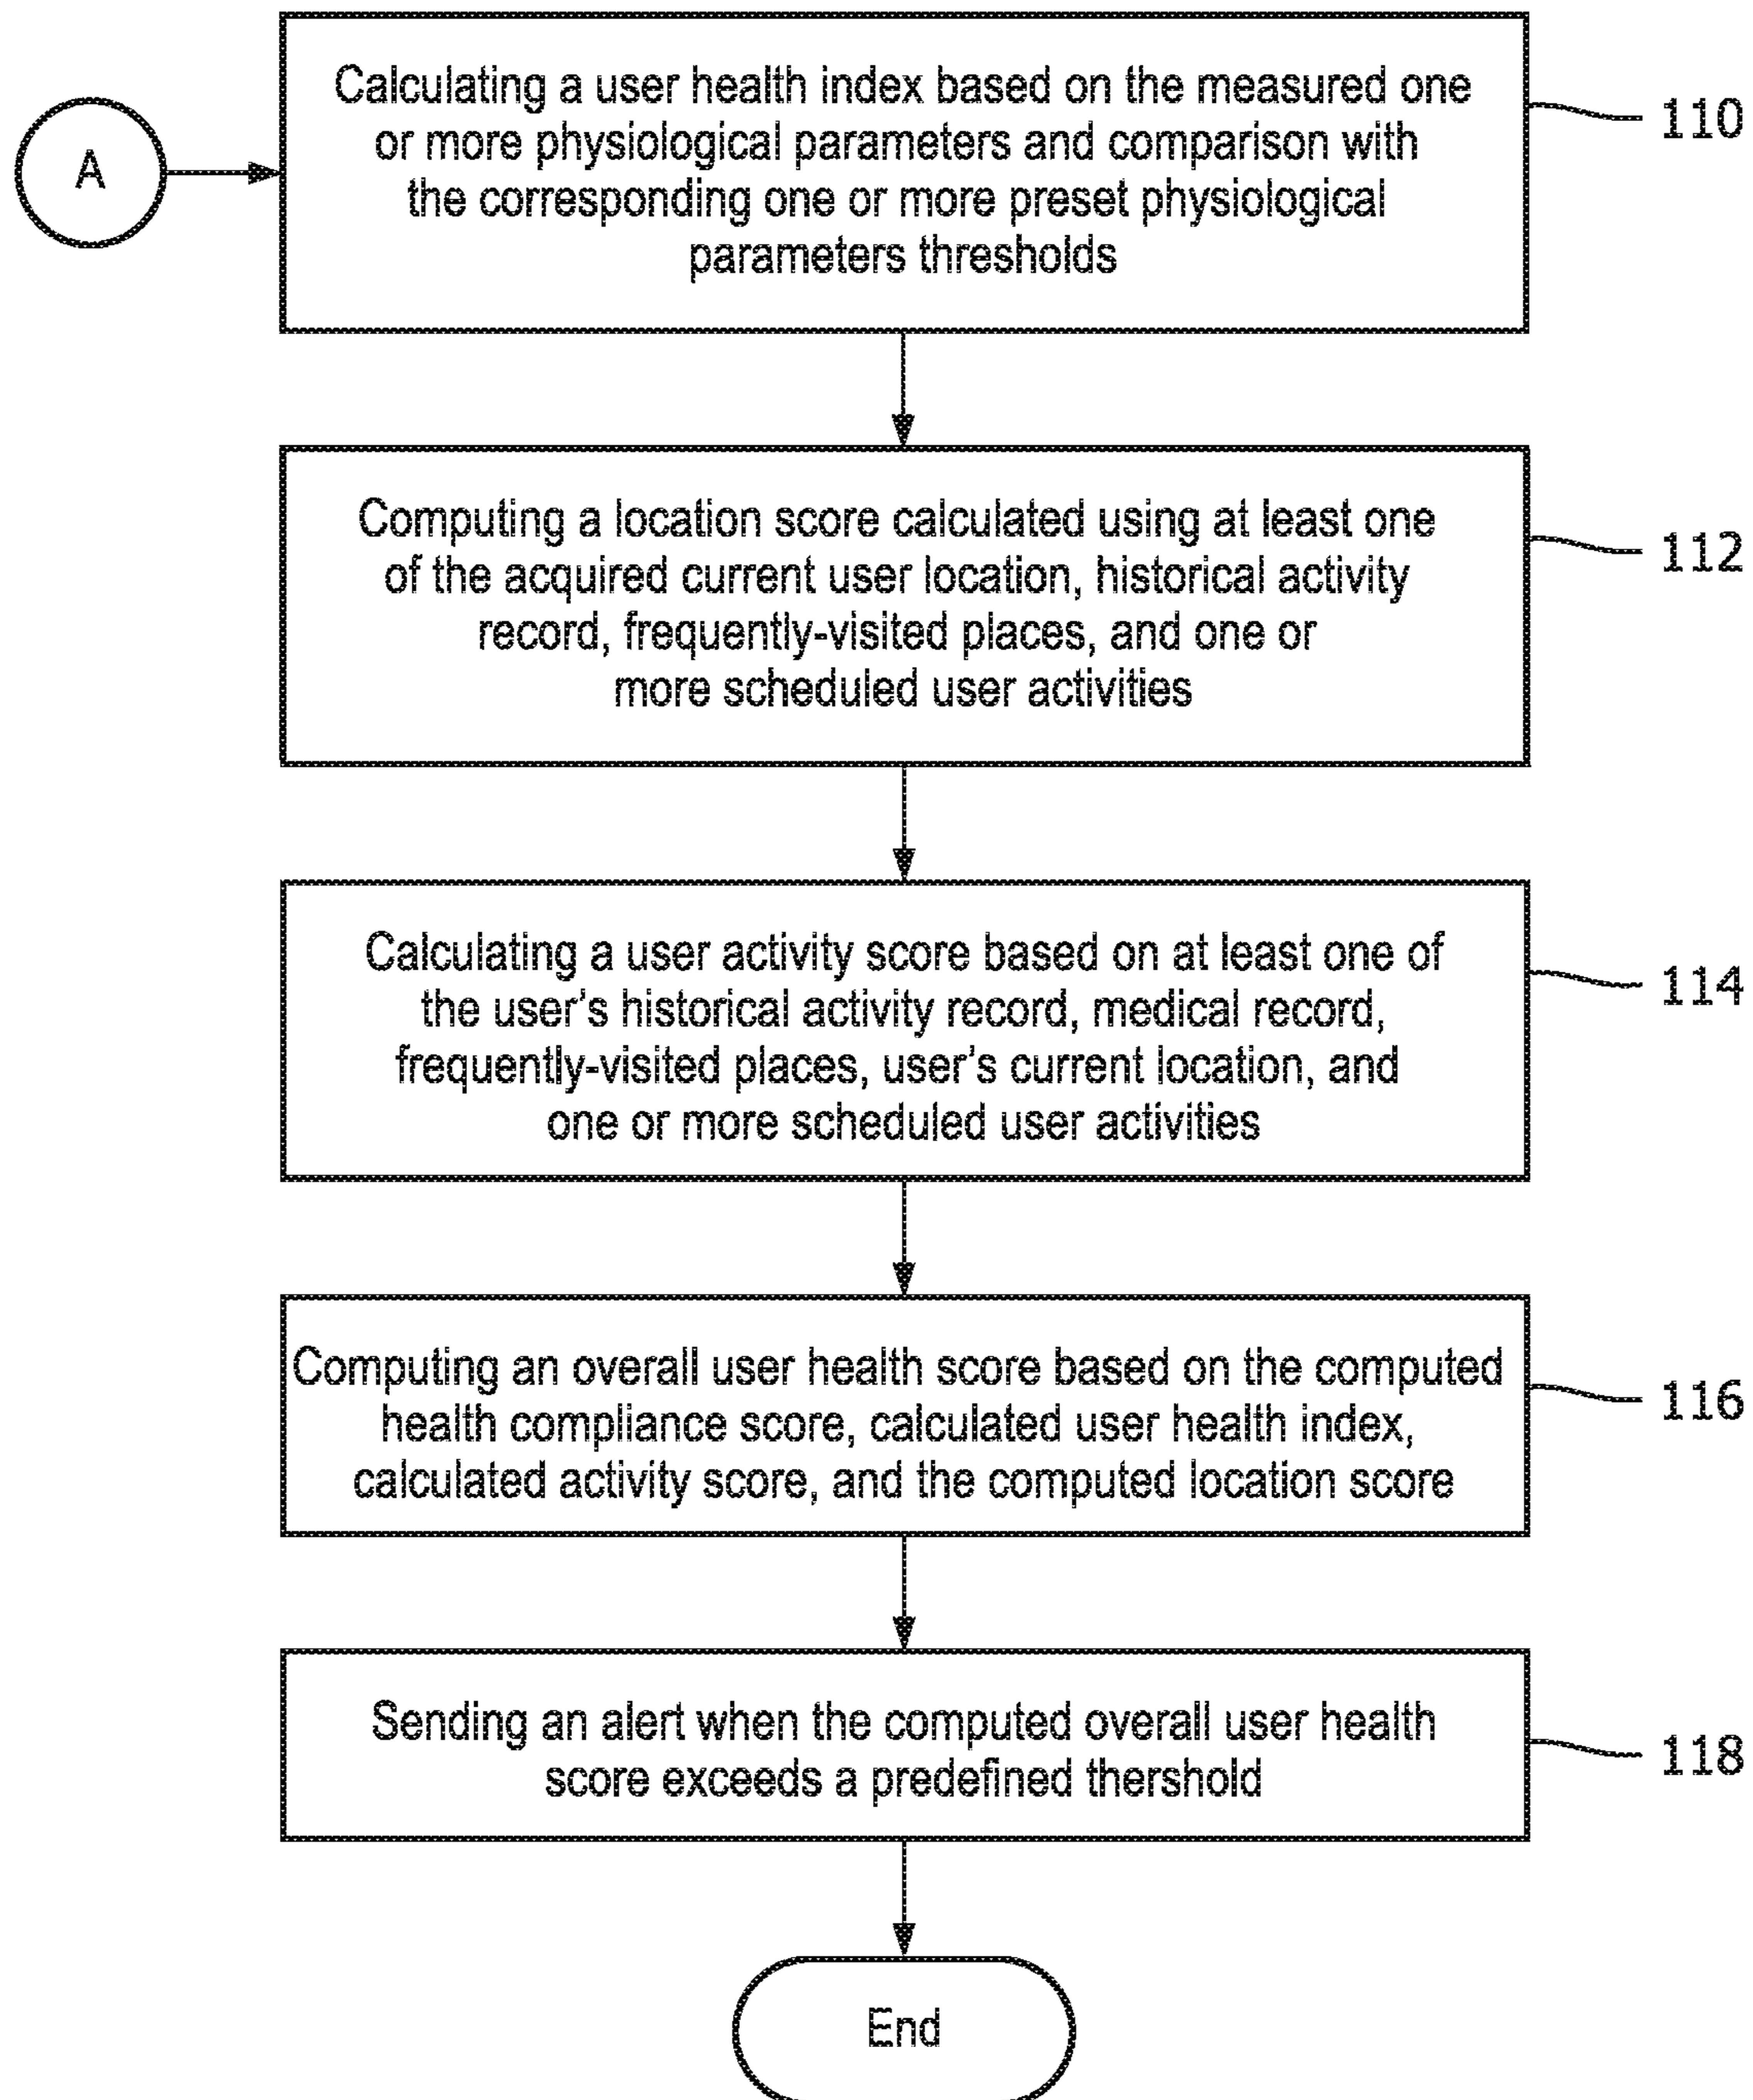 A
Calculating a user health index based on the measured one
or more physiological parameters and comparison with
the corresponding one or more preset physiological
parameters thresholds
110
Computing a location score calculated using at least one
of the acquired current user location, historical activity
record, frequently-visited places, and one or
more scheduled user activities
112
Calculating a user activity score based on at least one of
the user's historical activity record, medical record,
frequently-visited places, user's current location, and
one or more scheduled user activities
114
Computing an overall user health score based on the computed
health compliance score, calculated user health index,
calculated activity score, and the computed location score
116
Sending an alert when the computed overall user health
score exceeds a predefined thershold
118
End